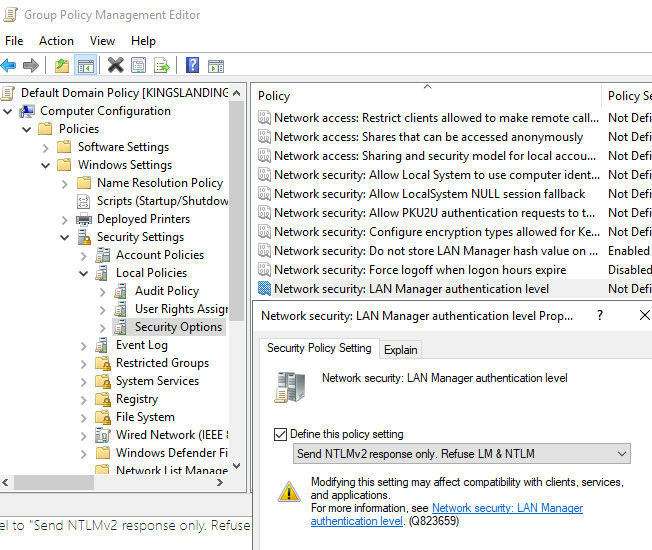 Group Policy Management Editor
File Action View Help
Default Domain Policy [KINGSLANDING
Computer Configuration
Policies
Software Settings
Windows Settings
Name Resolution Policy
Scripts (Startup/Shutdow
Deployed Printers
Security Settings
Account Policies
Local Policies
Audit Policy
User Rights Assig
Security Options
Event Log
Restricted Groups
System Services
Registry
File System
Wired Network (IEEE 8
Windows Defender Fi
Network List Manage
Policy Policy Se
Network access: Restrict clients allowed to make remote call... Not Defi
Network access: Shares that can be accessed anonymously Not Defi
Network access: Sharing and security model for local accou... Not Defi
Network security: Allow Local System to use computer ident... Not Defi
Network security: Allow LocalSystem NULL session fallback Not Defi
Network security: Allow PKU2U authentication requests to t... Not Defi
Network security: Configure encryption types allowed for Ke... Not Defi
Network security: Do not store LAN Manager hash value on ... Enabled
Network security: Force logoff when logon hours expire Disabled
Network security: LAN Manager authentication level Not Defi
Network security: LAN Manager authentication level Prop... ?
Security Policy Setting Explain
Network security: LAN Manager authentication level
Define this policy setting
Send NTLMv2 response only. Refuse LM & NTLM
Modifying this setting may affect compatibility with clients, services,
and applications.
For more information, see Network security: LAN Manager
authentication level. (Q823659)
el to "Send NTLMv2 response only. Refuse